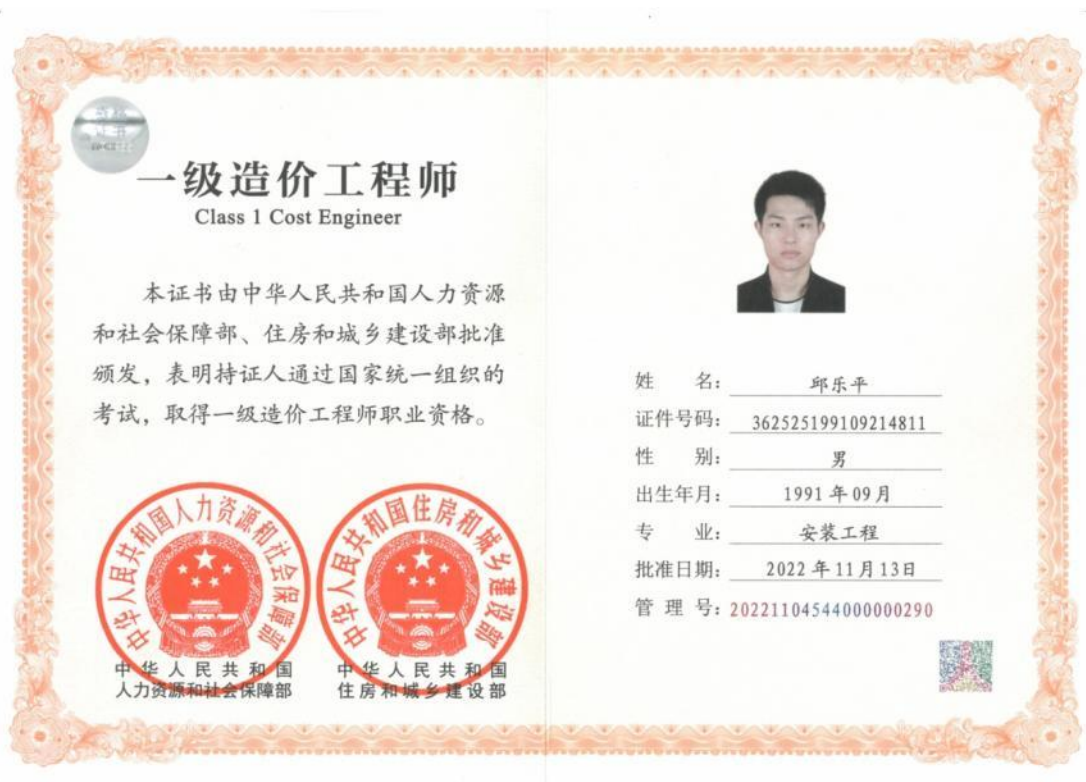 一级造价工程师
Class 1 Cost Engineer
本证书由中华人民共和国人力资源
和社会保障部、住房和城乡建设部批准
颁发，表明持证人通过国家统一组织的
考试，取得一级造价工程师职业资格。
中华人民共和国人力资源和社会保障部
中华人民共和国住房和城乡建设部
中华人民共和国
人力资源和社会保障部
中华人民共和国
住房和城乡建设部
姓名：邱乐平
证件号码：362525199109214811
性别：男
出生年月：1991年09月
专业：安装工程
批准日期：2022年11月13日
管理号：20221104544000000290